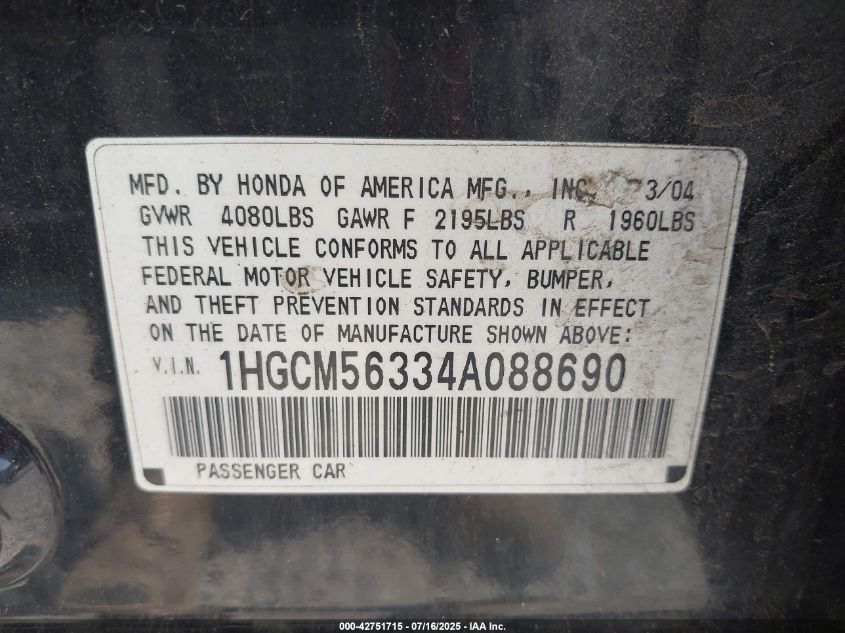 MFD. BY HONDA OF AMERICA MFG., INC. 3/04
GVWR 4080LBS GAWR F 2195LBS R 1960LBS
THIS VEHICLE CONFORMS TO ALL APPLICABLE
FEDERAL MOTOR VEHICLE SAFETY, BUMPER,
AND THEFT PREVENTION STANDARDS IN EFFECT
ON THE DATE OF MANUFACTURE SHOWN ABOVE:
V.I.N. 1HGCM56334A088690
PASSENGER CAR
000-42751715 - 07/16/2025 - IAA Inc.